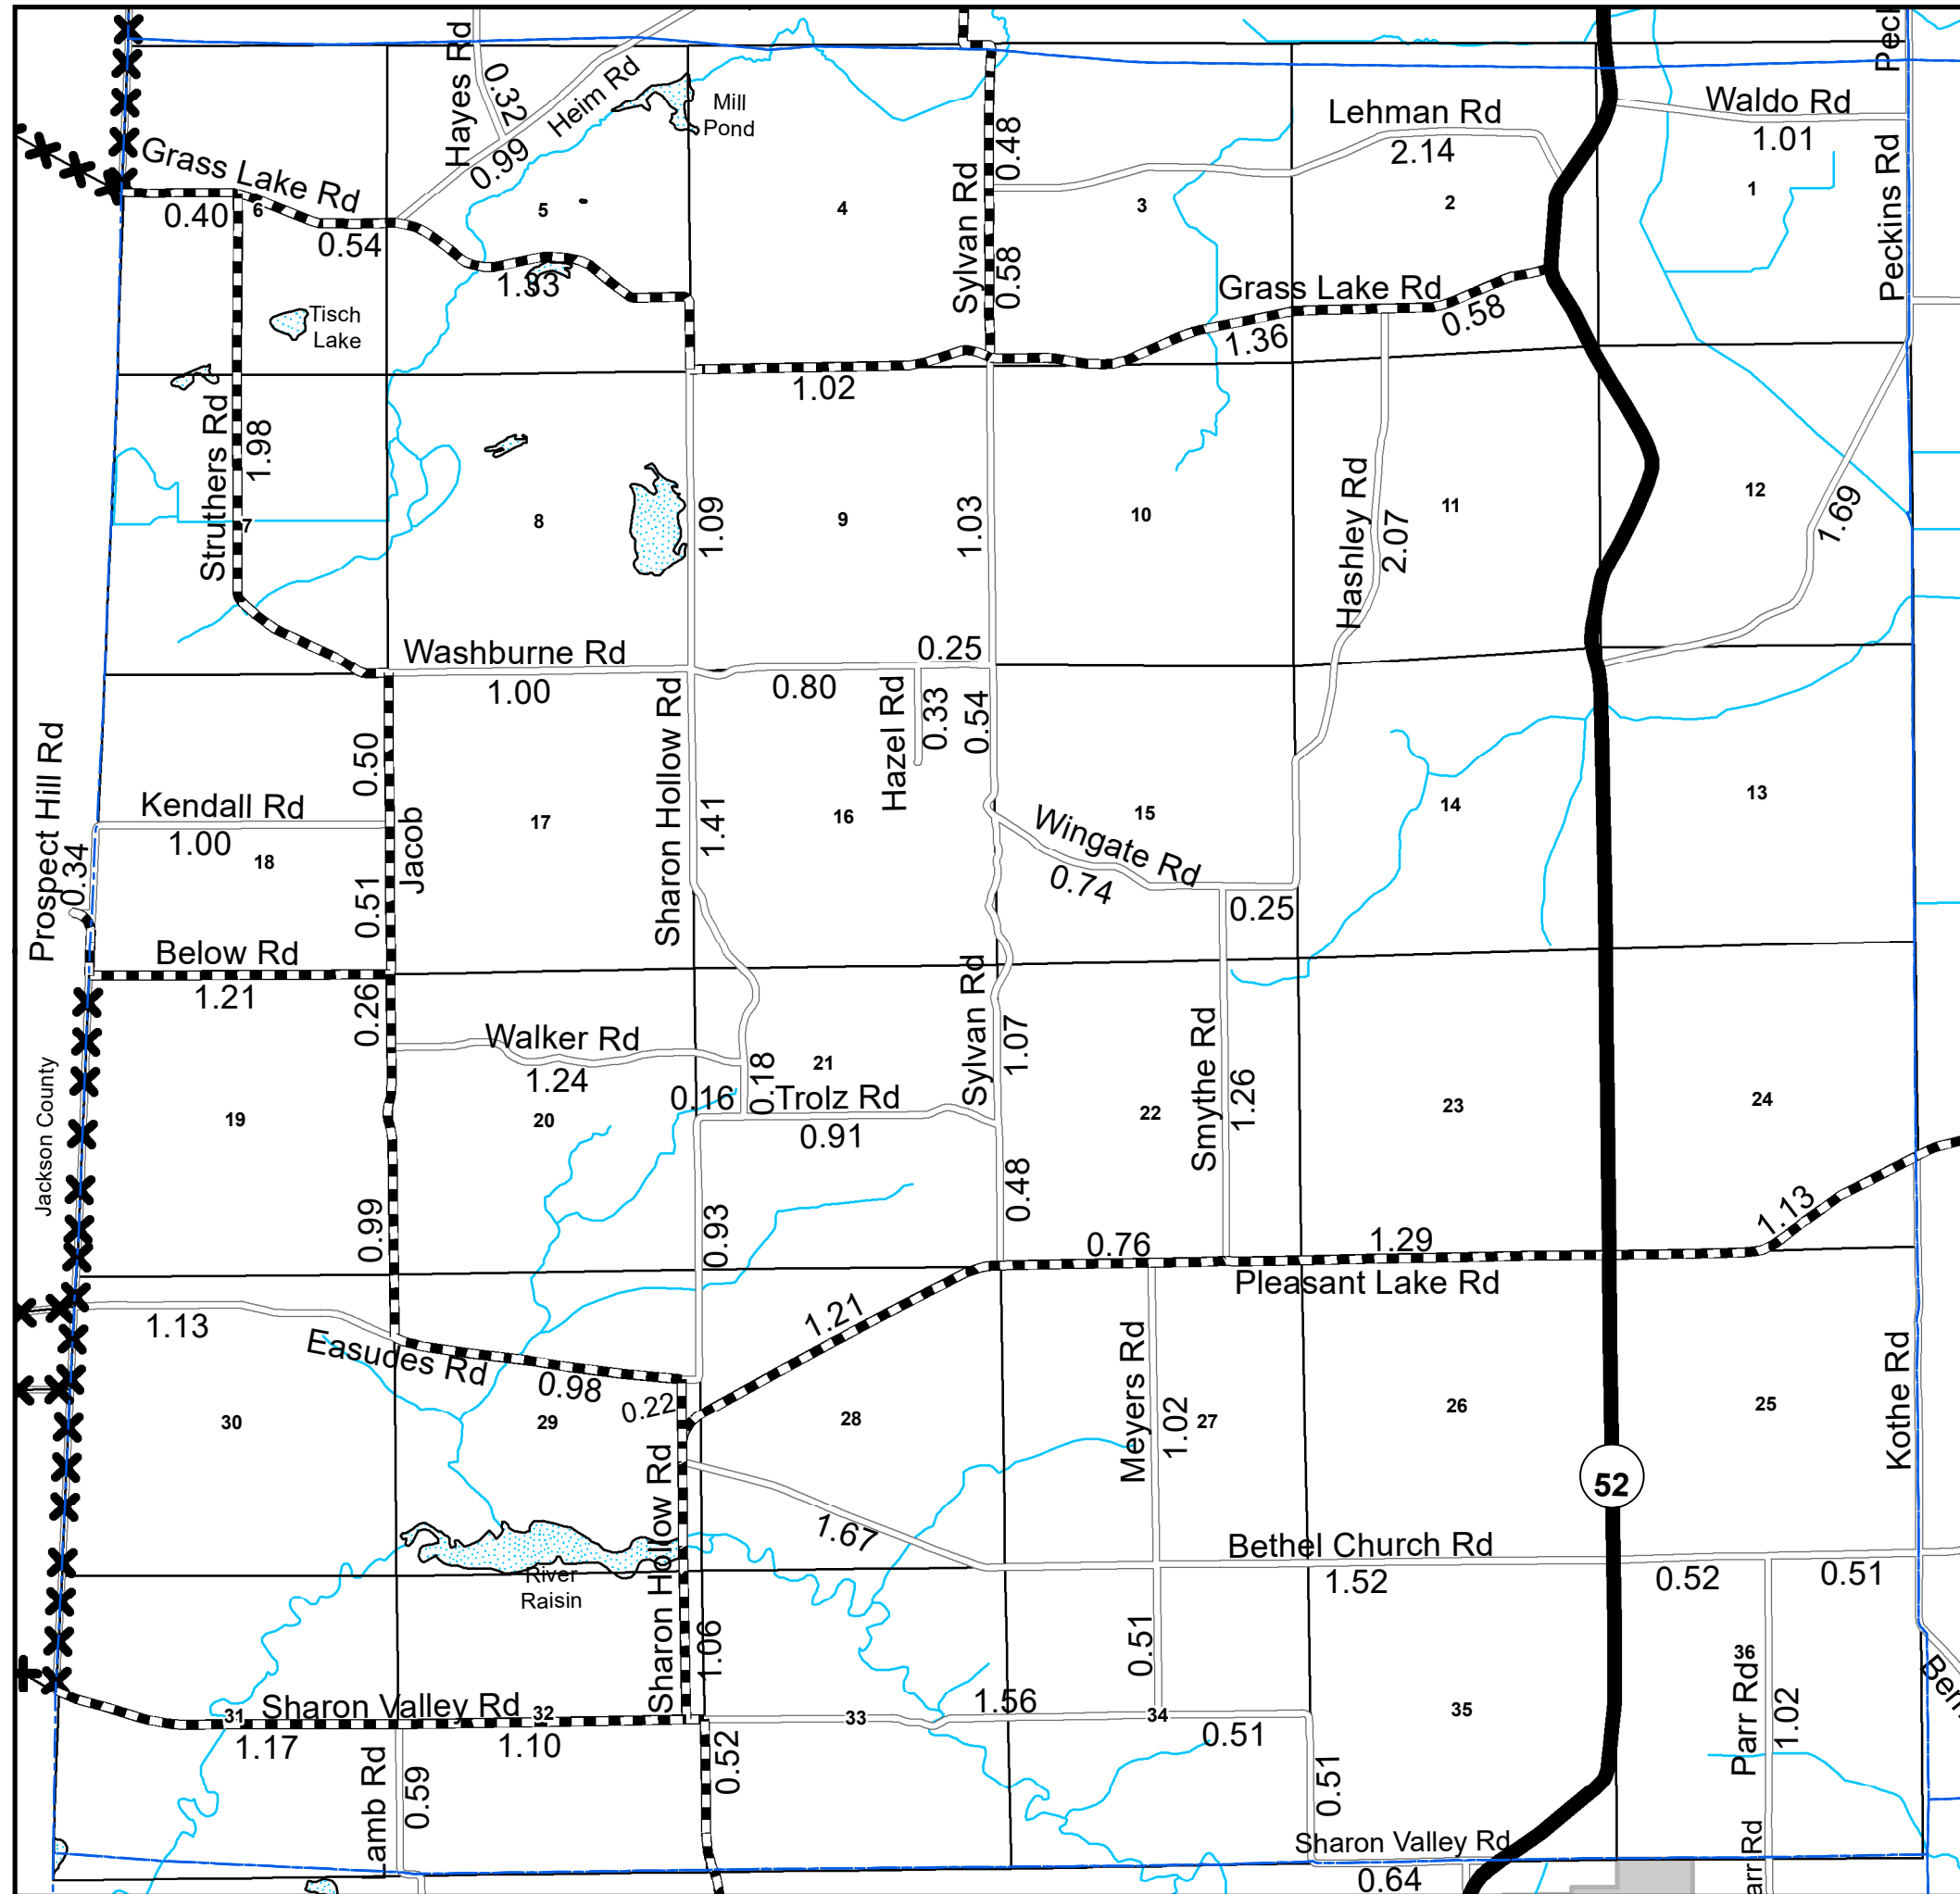 Hayes Rd
0.32
Heim Rd
0.99
Mill
Pond
Peck
Lehman Rd
2.14
Waldo Rd
1.01
Grass Lake Rd
0.40
6
0.54
5
4
Sylvan Rd
0.48
3
2
1
Peckins Rd
1.33
0.58
Grass Lake Rd
1.36
0.58
Tisch
Lake
1.02
Struthers Rd
1.98
7
8
1.09
9
1.03
10
Hashley Rd
2.07
11
12
1.69
Washburne Rd
1.00
0.80
0.25
Hazel Rd
0.33
0.54
Sharon Hollow Rd
1.41
Prospect Hill Rd
0.34
Kendall Rd
1.00
18
0.50
Jacob
0.51
17
16
Wingate Rd
0.74
15
0.25
14
13
Below Rd
1.21
0.26
Walker Rd
1.24
0.16
0.18
21
Trolz Rd
0.91
Sylvan Rd
1.07
Smythe Rd
1.26
Jackson County
19
20
22
23
24
0.99
0.93
0.48
0.76
1.29
1.13
Pleasant Lake Rd
1.13
Easudes Rd
0.98
0.22
1.21
30
29
28
Meyers Rd
1.02
27
26
25
Kothe Rd
52
Sharon Hollow Rd
1.67
Bethel Church Rd
1.52
0.52
0.51
River
Raisin
1.06
0.51
Sharon Valley Rd
31
32
1.17
1.10
33
1.56
34
0.51
35
36
Parr Rd
1.02
Lamb Rd
0.59
0.52
0.51
Sharon Valley Rd
0.64
arr Rd